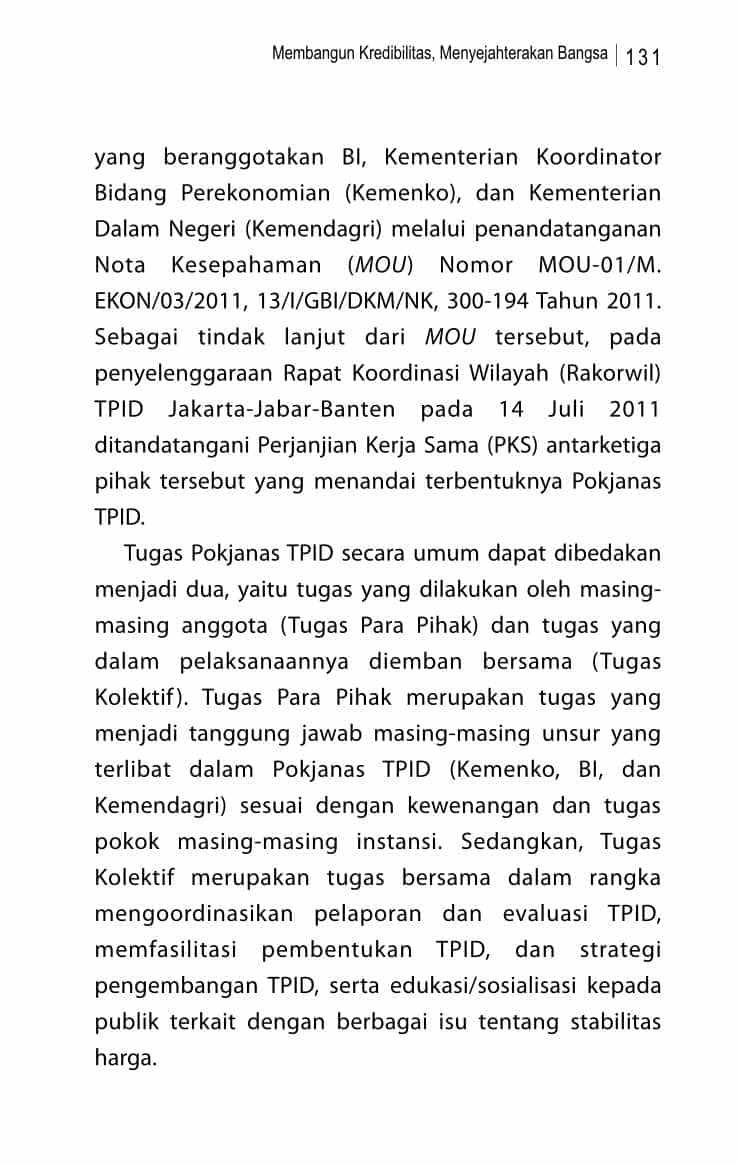 Membangun Kredibilitas, Menyejahterakan Bangsa | 131
yang beranggotakan BI, Kementerian Koordinator
Bidang Perekonomian (Kemenko), dan Kementerian
Dalam Negeri (Kemendagri) melalui penandatanganan
Nota Kesepahaman (MOU) Nomor MOU-01/M.
EKON/03/2011, 13/I/GBI/DKM/NK, 300-194 Tahun 2011.
Sebagai tindak lanjut dari MOU tersebut, pada
penyelenggaraan Rapat Koordinasi Wilayah (Rakorwil)
TPID Jakarta-Jabar-Banten pada 14 Juli 2011
ditandatangani Perjanjian Kerja Sama (PKS) antarketiga
pihak tersebut yang menandai terbentuknya Pokjanas
TPID.
Tugas Pokjanas TPID secara umum dapat dibedakan
menjadi dua, yaitu tugas yang dilakukan oleh masing-
masing anggota (Tugas Para Pihak) dan tugas yang
dalam pelaksanaannya diemban bersama (Tugas
Kolektif). Tugas Para Pihak merupakan tugas yang
menjadi tanggung jawab masing-masing unsur yang
terlibat dalam Pokjanas TPID (Kemenko, BI, dan
Kemendagri) sesuai dengan kewenangan dan tugas
pokok masing-masing instansi. Sedangkan, Tugas
Kolektif merupakan tugas bersama dalam rangka
mengoordinasikan pelaporan dan evaluasi TPID,
memfasilitasi pembentukan TPID, dan strategi
pengembangan TPID, serta edukasi/sosialisasi kepada
publik terkait dengan berbagai isu tentang stabilitas
harga.